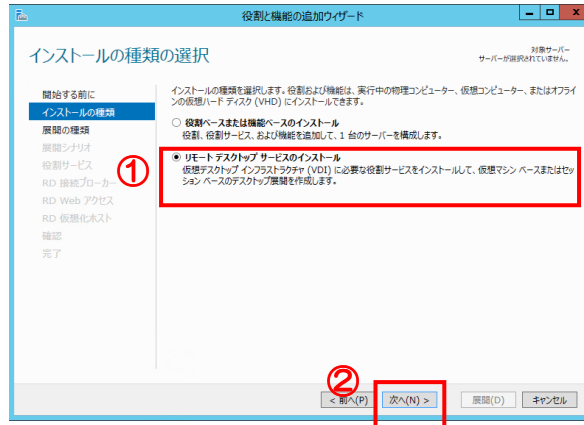 役割と機能の追加ウィザード
インストールの種類の選択
対象サーバー
サーバーが選択されていません。
開始する前に
インストールの種類
展開の種類
展開シナリオ
役割サービス
RD 接続ブローカー
RD Web アクセス
RD 仮想化ホスト
確認
完了
インストールの種類を選択します。役割および機能は、実行中の物理コンピューター、仮想コンピューター、またはオフライ
ンの仮想ハード ディスク (VHD) にインストールできます。
役割ベースまたは機能ベースのインストール
役割、役割サービス、および機能を追加して、1 台のサーバーを構成します。
①
リモート デスクトップ サービスのインストール
仮想デスクトップ インフラストラクチャ (VDI) に必要な役割サービスをインストールして、仮想マシン ベースまたはセッ
ション ベースのデスクトップ展開を作成します。
②
< 前へ(P)
次へ(N) >
展開(D)
キャンセル